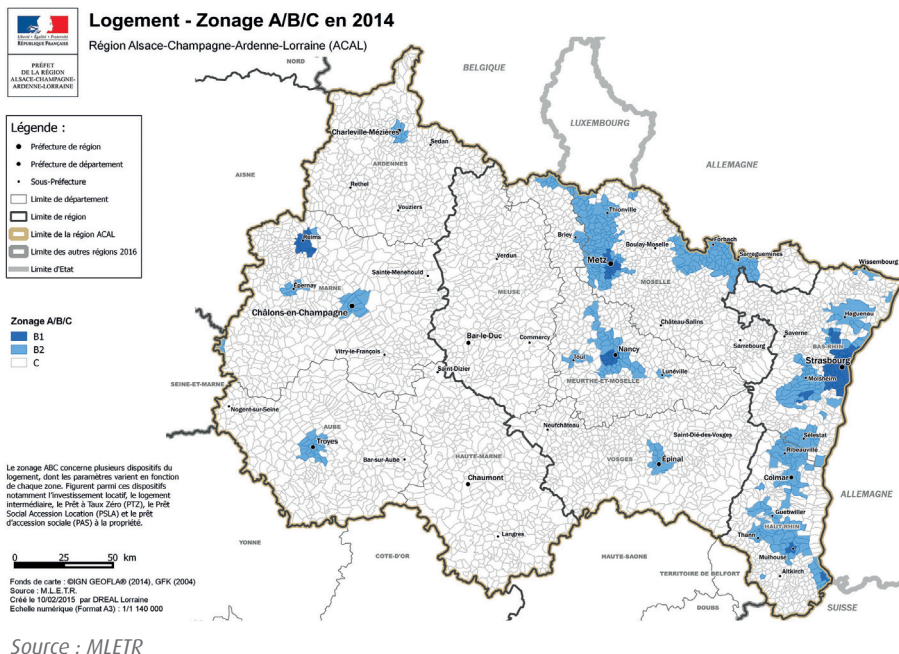 Logement - Zonage A/B/C en 2014
Région Alsace-Champagne-Ardenne-Lorraine (ACAL)
Liberté • Égalité • Fraternité
RÉPUBLIQUE FRANÇAISE
PRÉFET
DE LA RÉGION
ALSACE-CHAMPAGNE-
ARDENNE-LORRAINE
Légende :
Préfecture de région
Préfecture de département
Sous-Préfecture
Limite de département
Limite de région
Limite de la région ACAL
Limite des autres régions 2016
Limite d'Etat
Zonage A/B/C
B1
B2
C
Le zonage ABC concerne plusieurs dispositifs du
logement, dont les paramètres varient en fonction
de chaque zone. Figurent parmi ces dispositifs
notamment l'investissement locatif, le logement
intermédiaire, le Prêt à Taux Zéro (PTZ), le Prêt
Social Accession Location (PSLA) et le prêt
d'accession sociale (PAS) à la propriété.
0 25 50 km
Fonds de carte : ©IGN GEOFLA® (2014), GFK (2004)
Source : M.L.E.T.R.
Créé le 10/02/2015 par DREAL Lorraine
Echelle numérique (Format A3) : 1/1 140 000
NORD
BELGIQUE
LUXEMBOURG
ALLEMAGNE
AISNE
Charleville-Mézières
Sedan
ARDENNES
Rethel
Vouziers
Thionville
Briey
Boulay-Moselle
Forbach
Sarreguemines
Wissembourg
Reims
Sainte-Menehould
Verdun
Metz
MOSELLE
Epernay
MARNE
Châlons-en-Champagne
MEUSE
Haguenau
Château-Salins
Saverne
BAS-RHIN
Sarrebourg
Strasbourg
Vitry-le-François
Bar-le-Duc
Commercy
Toul
Nancy
Molsheim
MEURTHE-ET-MOSELLE
Lunéville
Saint-Dizier
SEINE-ET-MARNE
Nogent-sur-Seine
AUBE
Neufchâteau
Saint-Dié-des-Vosges
Sélestat
Troyes
Ribeauville
Bar-sur-Aube
HAUTE-MARNE
VOSGES
Épinal
Chaumont
Colmar
ALLEMAGNE
Guebwiller
HAUT-RHIN
Langres
Thann
Mulhouse
YONNE
COTE-D'OR
HAUTE-SAONE
TERRITOIRE DE BELFORT
Altkirch
DOUBS
SUISSE
Source : MLETR